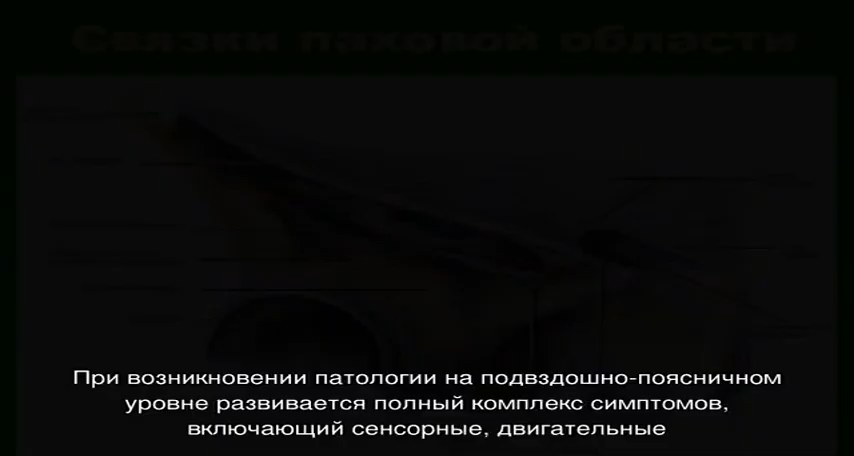 Связки паховой области
При возникновении патологии на подвздошно-поясничном
уровне развивается полный комплекс симптомов,
включающий сенсорные, двигательные